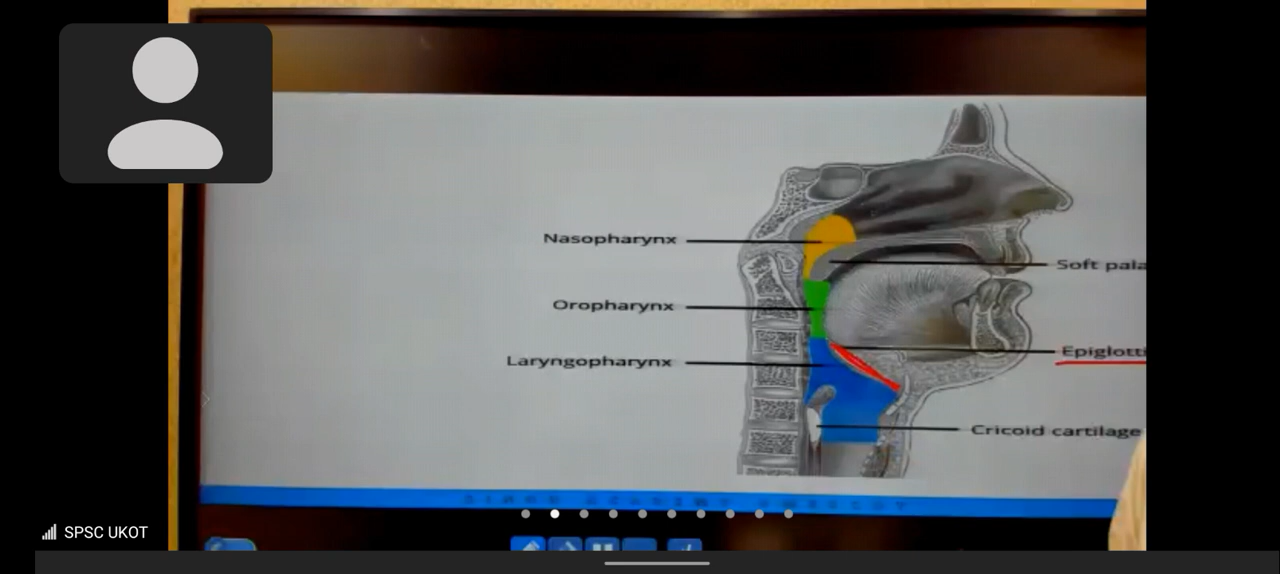 Nasopharynx
Soft pala
Oropharynx
Epiglotti
Laryngopharynx
Cricoid cartilage
SPSC UKOT